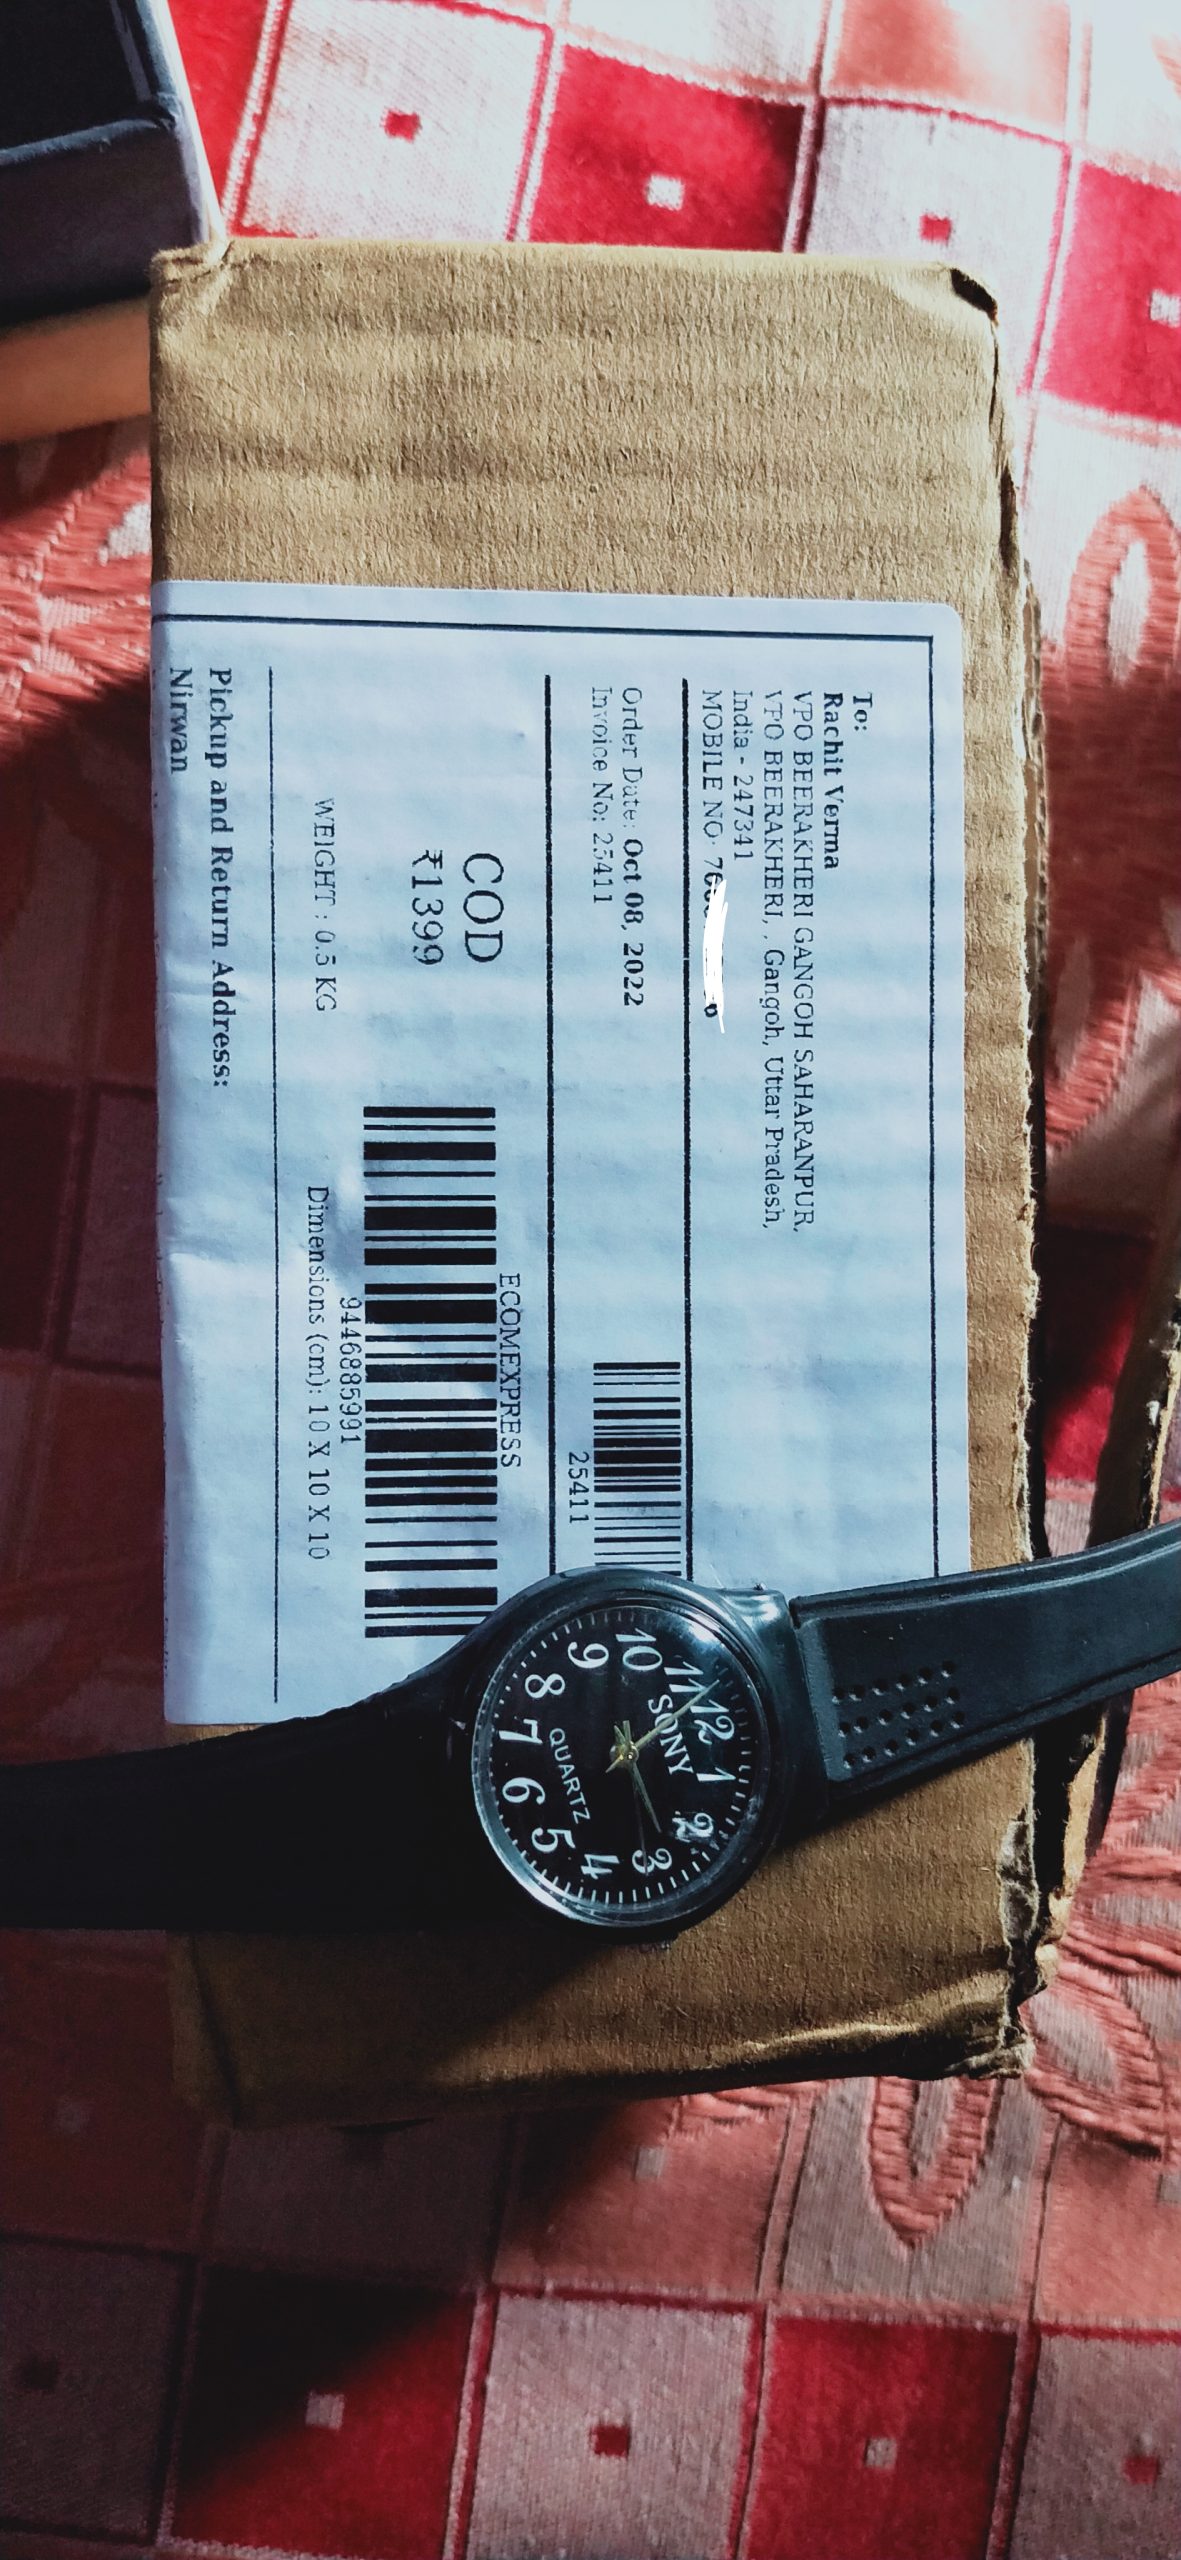 To:
Rachit Verma
VPO BEERAKHERI GANGOH SAHARANPUR,
VPO BEERAKHERI, , Gangoh, Uttar Pradesh,
India - 247341
MOBILE NO:
Order Date: Oct 08, 2022
Invoice No: 25411
25411
COD
₹1399
ECOMEXPRESS
9446885991
WEIGHT : 0.5 KG
Dimensions (cm): 10 X 10 X 10
Pickup and Return Address:
Nirwan
SONY
QUARTZ
12
1
2
3
4
5
6
7
8
9
10
11